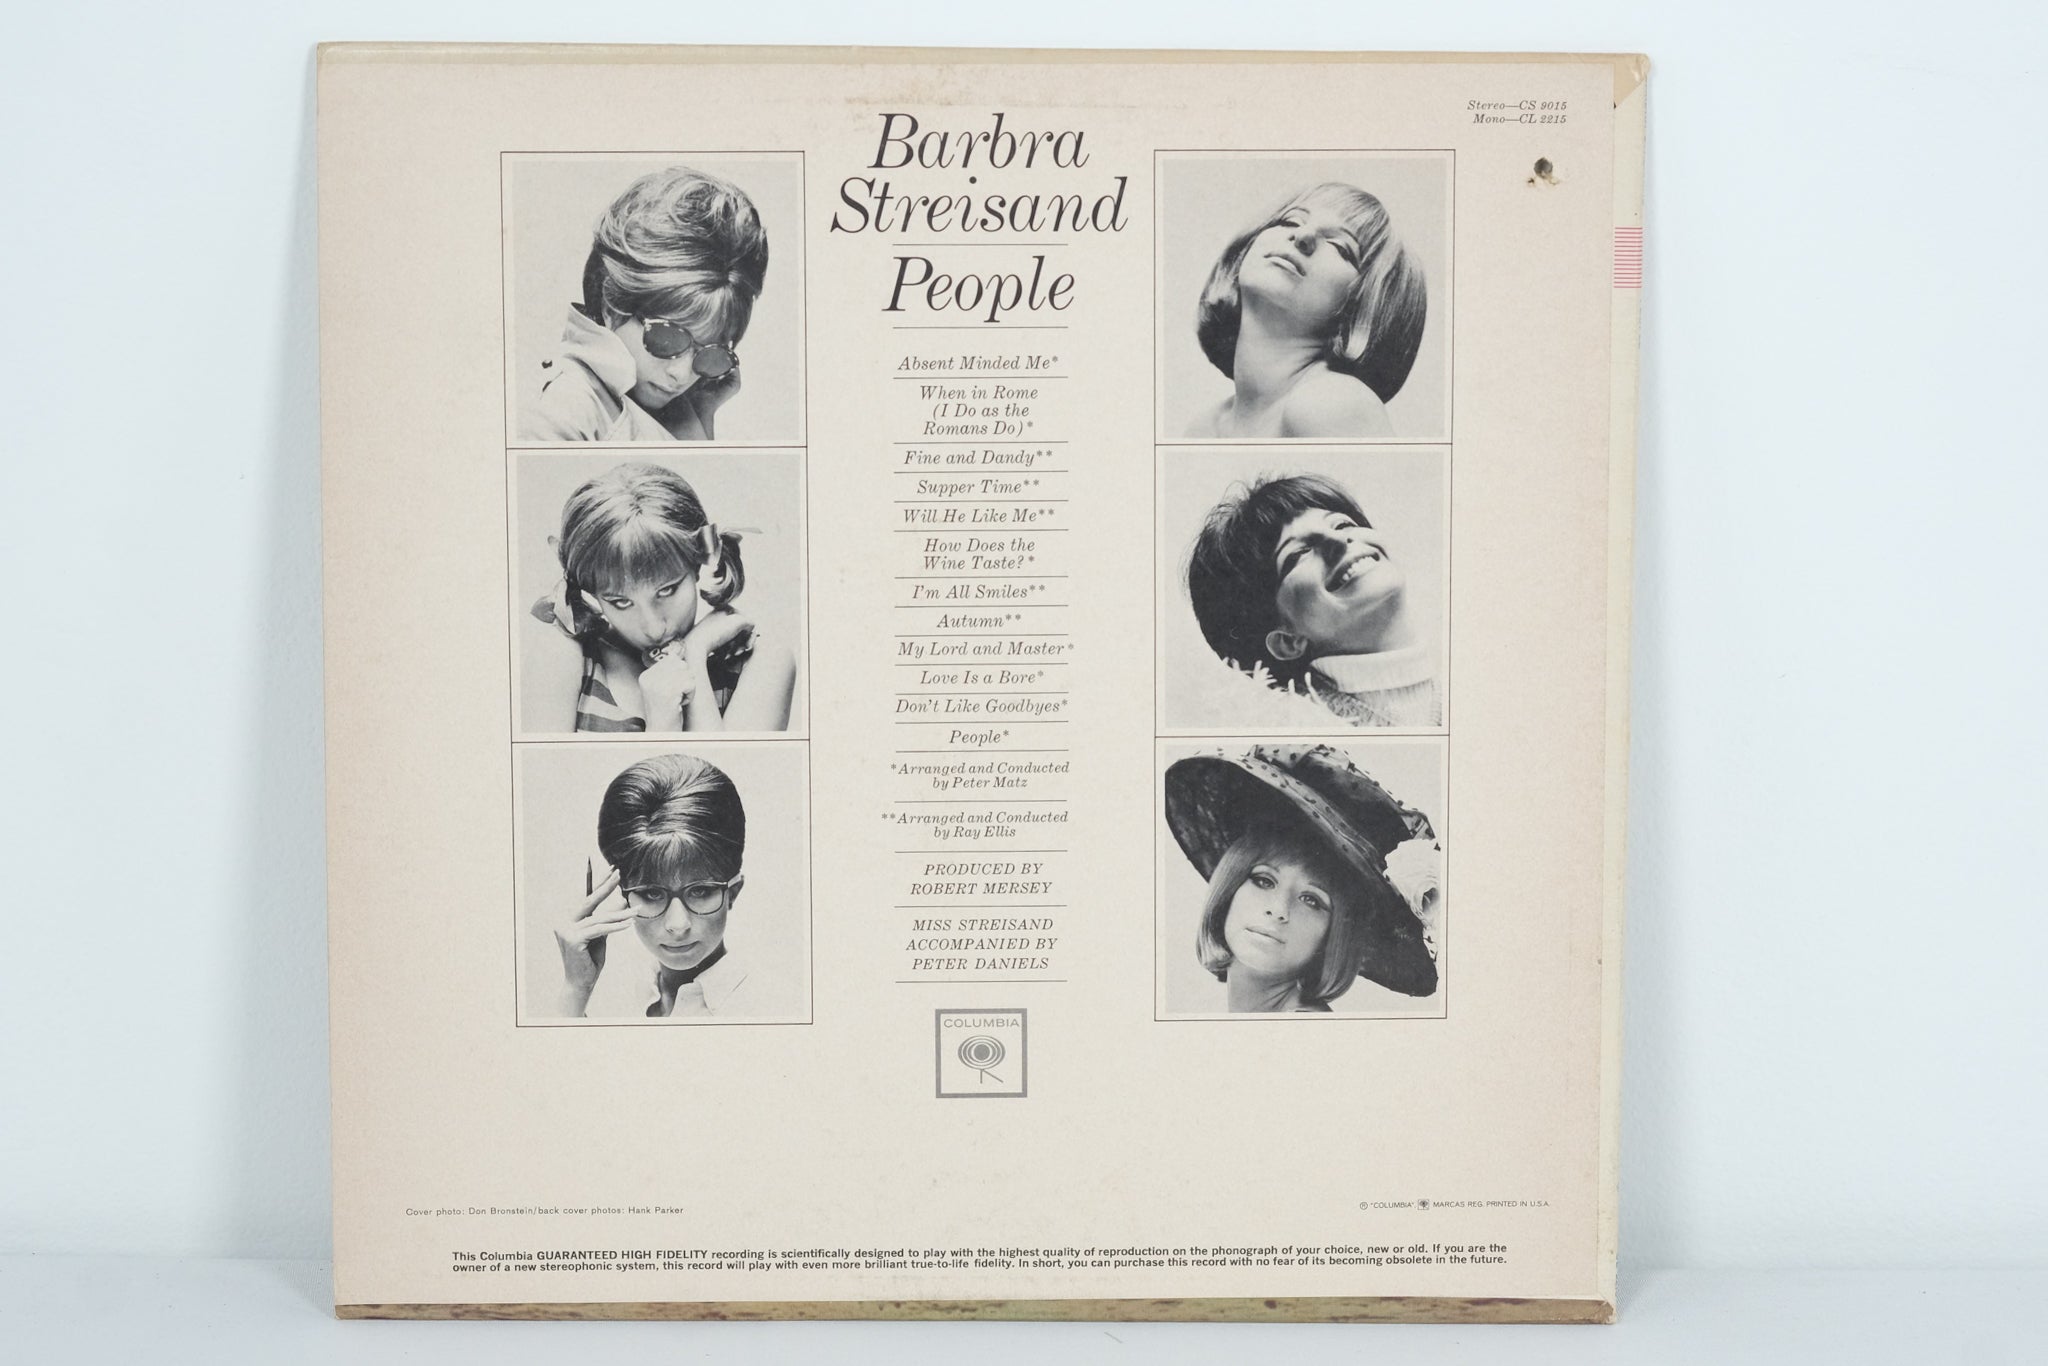 Stereo—CS 9015
Mono—CL 2215
Barbra
Streisand
People
Absent Minded Me*
When in Rome
(I Do as the
Romans Do)*
Fine and Dandy**
Supper Time**
Will He Like Me**
How Does the
Wine Taste?*
I'm All Smiles**
Autumn**
My Lord and Master*
Love Is a Bore*
Don't Like Goodbyes*
People*
*Arranged and Conducted
by Peter Matz
**Arranged and Conducted
by Ray Ellis
PRODUCED BY
ROBERT MERSEY
MISS STREISAND
ACCOMPANIED BY
PETER DANIELS
COLUMBIA
Cover photo: Don Bronstein/back cover photos: Hank Parker
® "COLUMBIA", MARCAS REG. PRINTED IN U.S.A.
This Columbia GUARANTEED HIGH FIDELITY recording is scientifically designed to play with the highest quality of reproduction on the phonograph of your choice, new or old. If you are the
owner of a new stereophonic system, this record will play with even more brilliant true-to-life fidelity. In short, you can purchase this record with no fear of its becoming obsolete in the future.